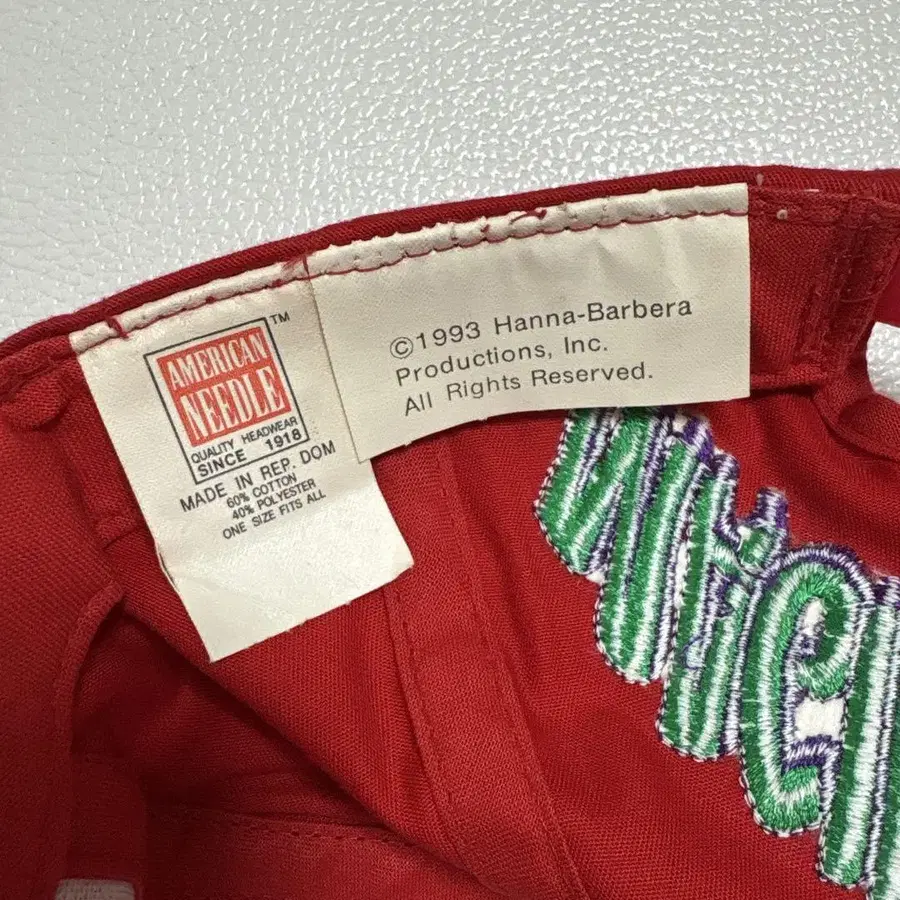 AMERICAN
NEEDLE
TM
QUALITY HEADWEAR
SINCE 1918
MADE IN REP. DOM
60% COTTON
40% POLYESTER
ONE SIZE FITS ALL
©1993 Hanna-Barbera
Productions, Inc.
All Rights Reserved.